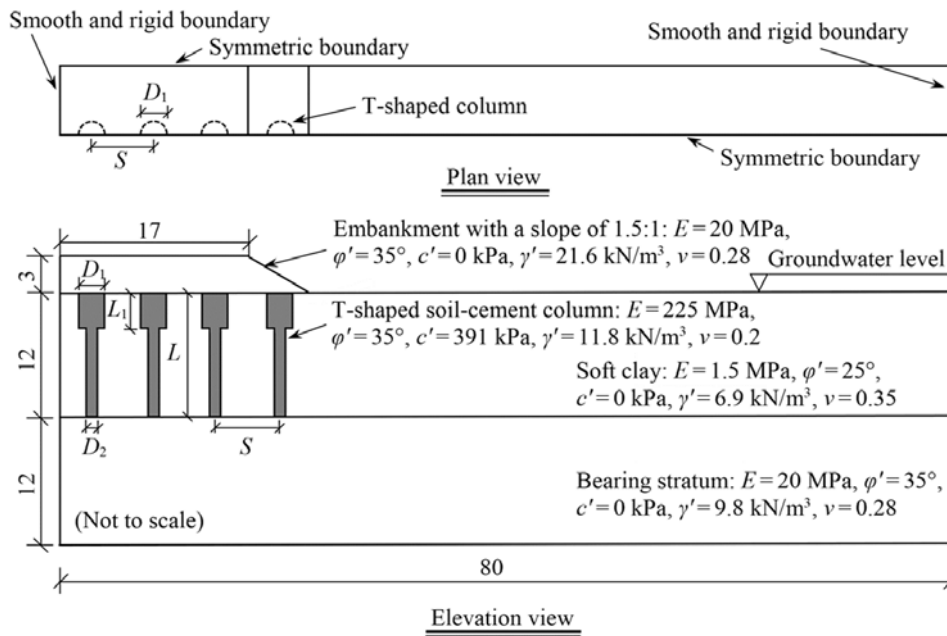 Smooth and rigid boundary
Symmetric boundary
Smooth and rigid boundary
D₁
T-shaped column
S
Symmetric boundary
Plan view
17
Embankment with a slope of 1.5:1: E=20 MPa,
φ′=35°, c′=0 kPa, γ′=21.6 kN/m³, ν=0.28
Groundwater level
3
D₁
L₁
L
T-shaped soil-cement column: E=225 MPa,
φ′=35°, c′=391 kPa, γ′=11.8 kN/m³, ν=0.2
12
Soft clay: E=1.5 MPa, φ′=25°,
c′=0 kPa, γ′=6.9 kN/m³, ν=0.35
D₂
S
12
Bearing stratum: E=20 MPa, φ′=35°,
c′=0 kPa, γ′=9.8 kN/m³, ν=0.28
(Not to scale)
80
Elevation view